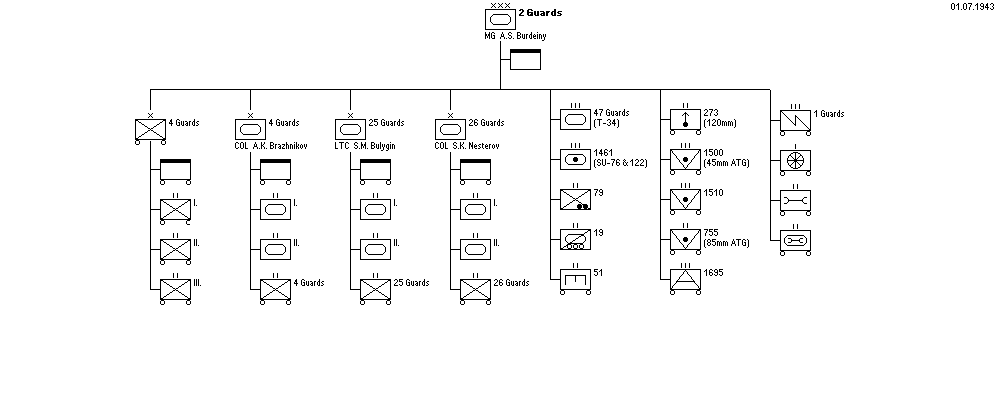 01.07.1943
XXX
2 Guards
MG A.S. Burdeiny
X
4 Guards
X
4 Guards
COL A.K. Brazhnikov
X
25 Guards
LTC S.M. Bulygin
X
26 Guards
COL S.K. Nesterov
I.
II.
III.
I.
II.
4 Guards
I.
II.
25 Guards
I.
II.
26 Guards
47 Guards
(T-34)
1461
(SU-76 & 122)
79
19
51
273
(120mm)
1500
(45mm ATG)
1510
755
(85mm ATG)
1695
1 Guards